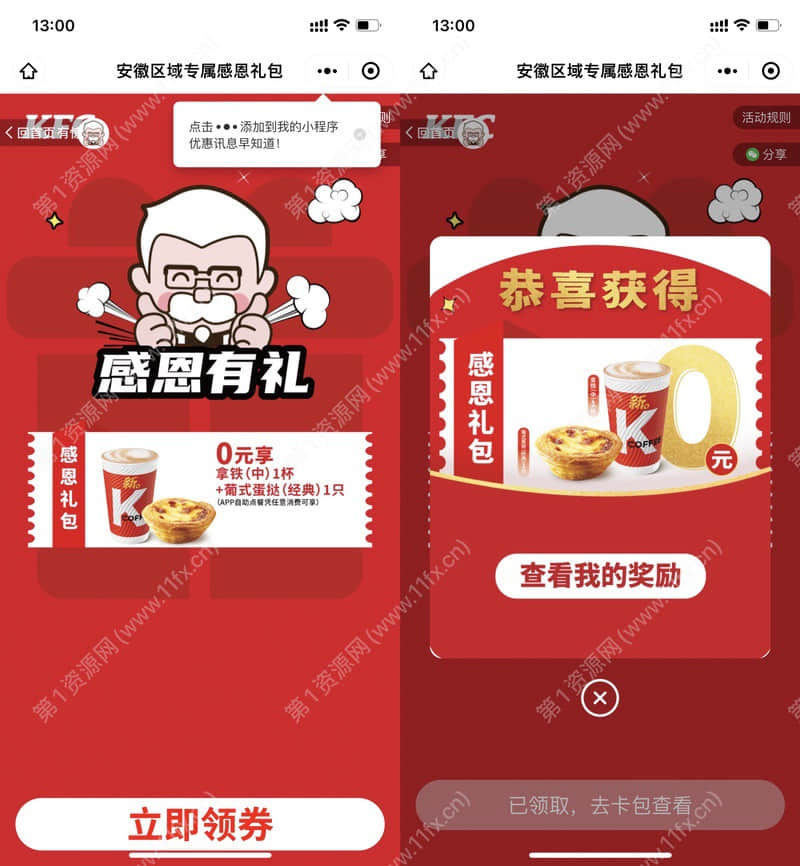 13:00
安徽区域专属感恩礼包
KFC
回首页有惊
则
点击•●•添加到我的小程序
优惠讯息早知道!
享
感恩有礼
感恩礼包
新。
K
COFFEE
0元享
拿铁(中)1杯
+葡式蛋挞(经典)1只
(APP自助点餐凭任意消费可享)
立即领券
13:00
安徽区域专属感恩礼包
KFC
回首页
活动规则
分享
恭喜获得
感恩礼包
新。
K
COFFEE
0
元
查看我的奖励
已领取，去卡包查看
第1资源网(www.11fx.cn)